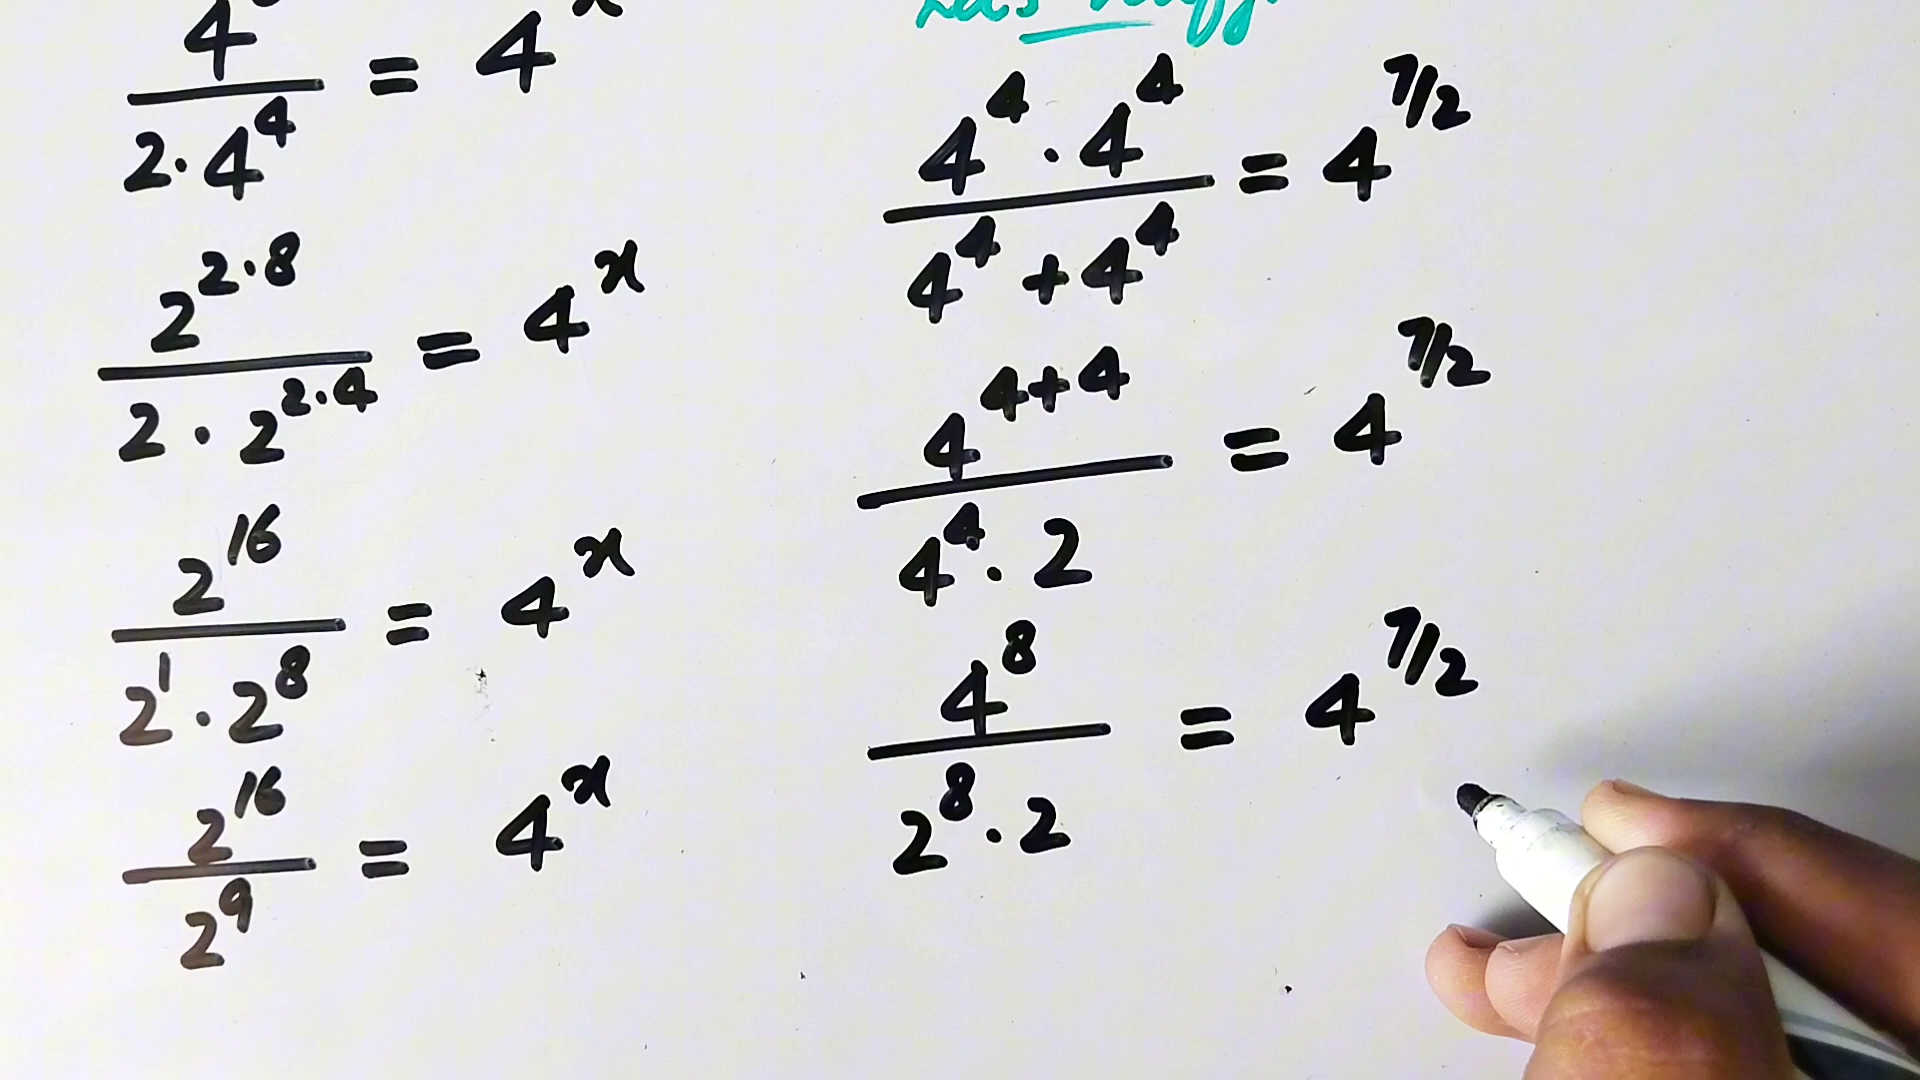 4 = 4^x
2·4^4
2^{2·8} = 4^x
2·2^{2·4}
2^{16} = 4^x
2^1·2^8
2^{16} = 4^x
2^9
4^4·4^4 = 4^{7/2}
4^4+4^4
4^{4+4} = 4^{7/2}
4^4·2
4^8 = 4^{7/2}
2^8·2